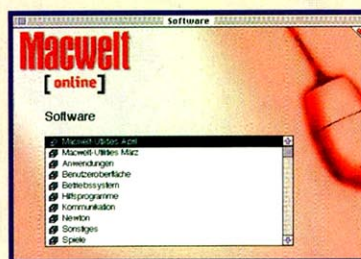 Software
Macwelt
[online]
Software
Macwelt-Utilities April
Macwelt-Utilities März
Anwendungen
Benutzeroberfläche
Betriebssystem
Hilfsprogramme
Kommunikation
Newton
Sonstiges
Spiele